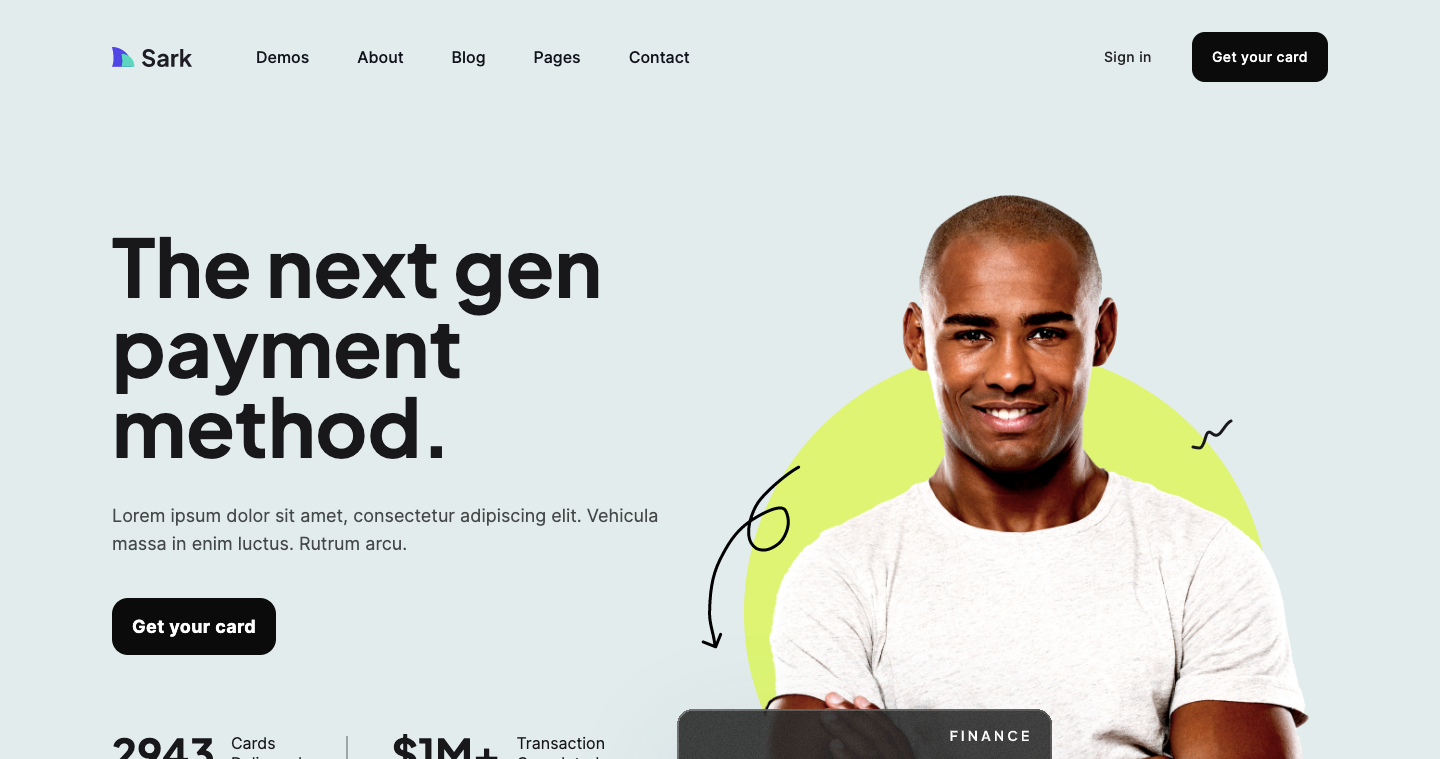 Sark
Demos
About
Blog
Pages
Contact
Sign in
Get your card
The next gen
payment
method.
Lorem ipsum dolor sit amet, consectetur adipiscing elit. Vehicula
massa in enim luctus. Rutrum arcu.
Get your card
2943
Cards
$1M+
Transaction
FINANCE